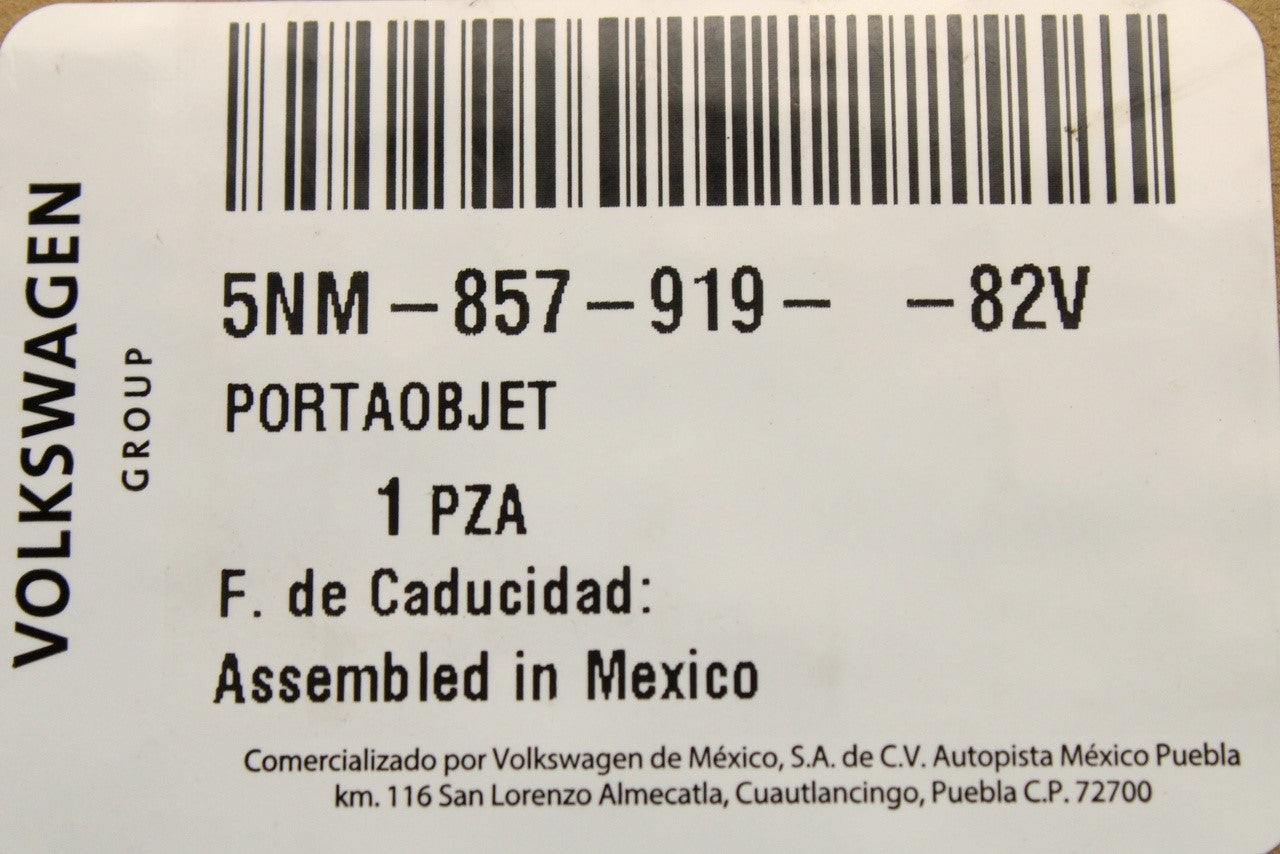 VOLKSWAGEN
GROUP
5NM-857-919- -82V
PORTAOBJET
1 PZA
F. de Caducidad:
Assembled in Mexico
Comercializado por Volkswagen de México, S.A. de C.V. Autopista México Puebla
km. 116 San Lorenzo Almecatla, Cuautlancingo, Puebla C.P. 72700